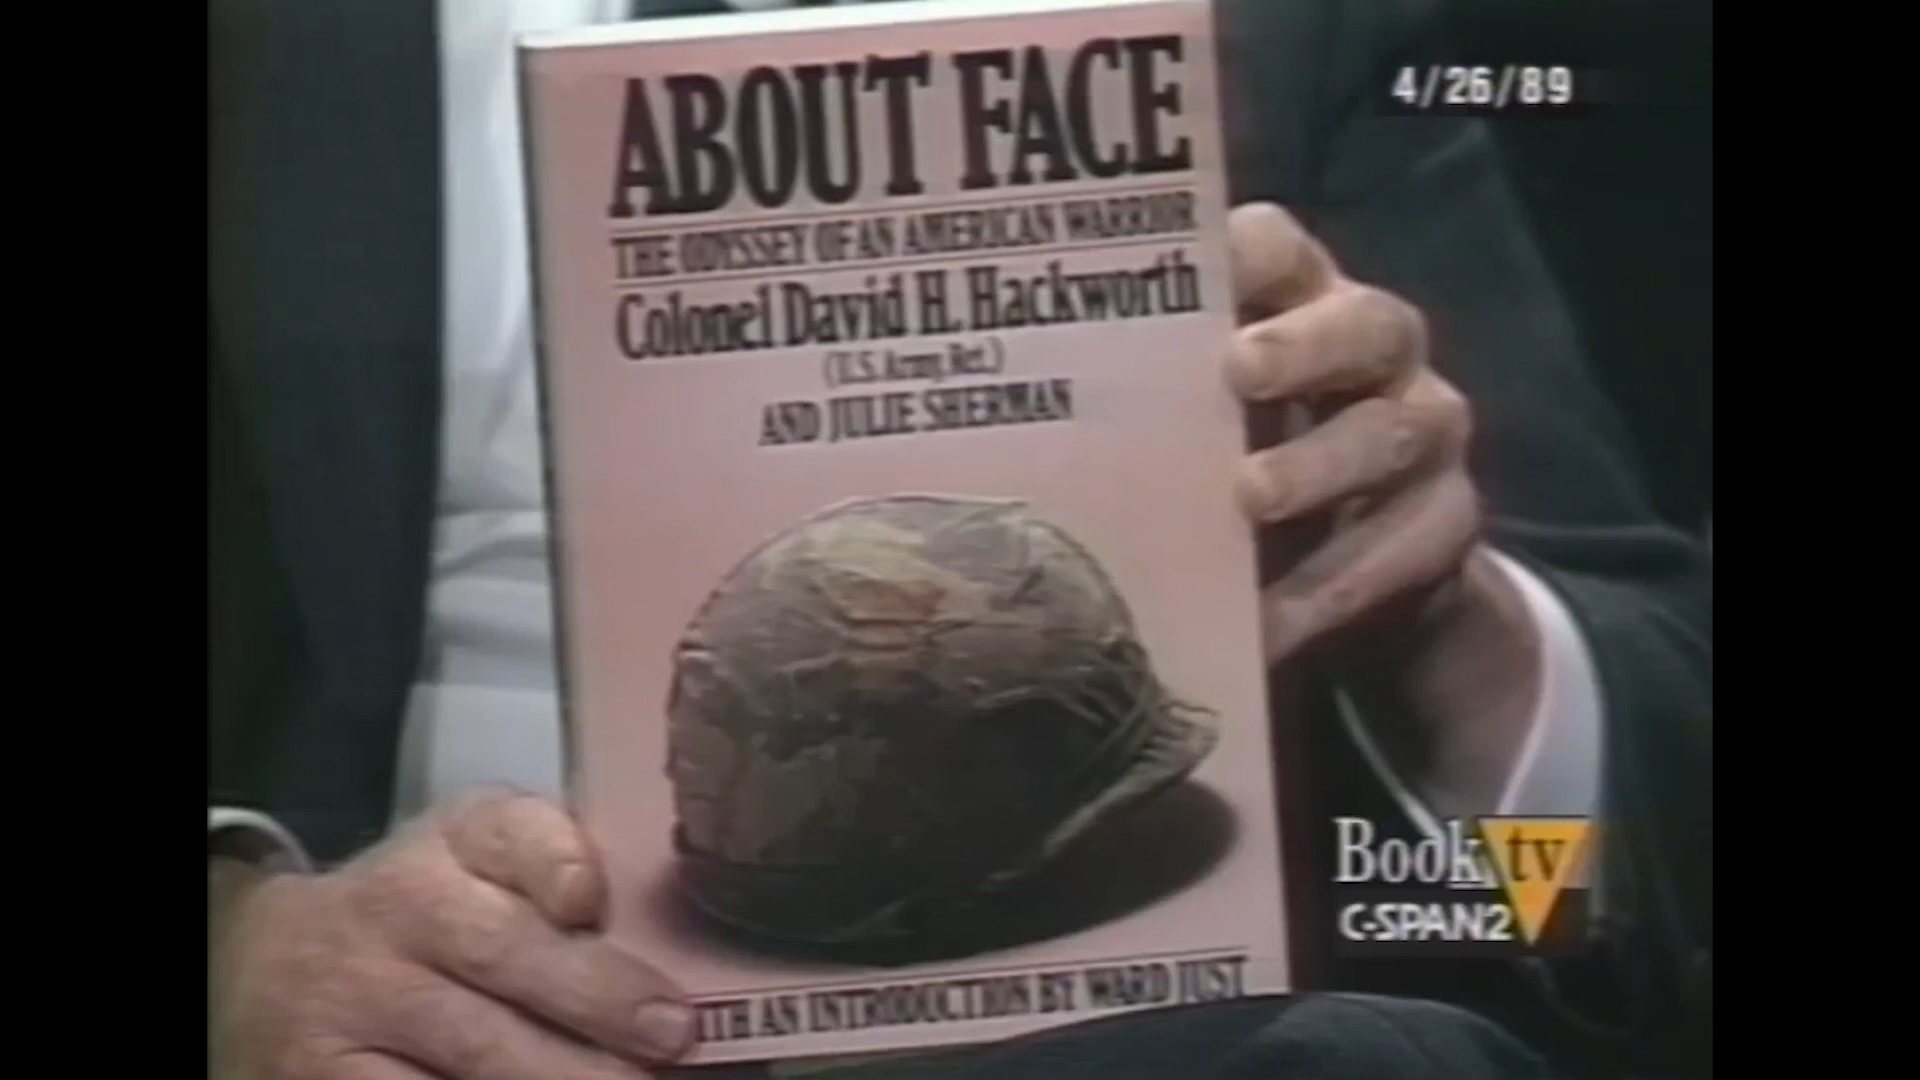 ABOUT FACE
THE ODYSSEY OF AN AMERICAN WARRIOR
Colonel David H. Hackworth
(U.S. Army, Ret.)
AND JULIE SHERMAN
ITH AN INTRODUCTION BY WARD JUST
4/26/89
Book tv
C-SPAN2